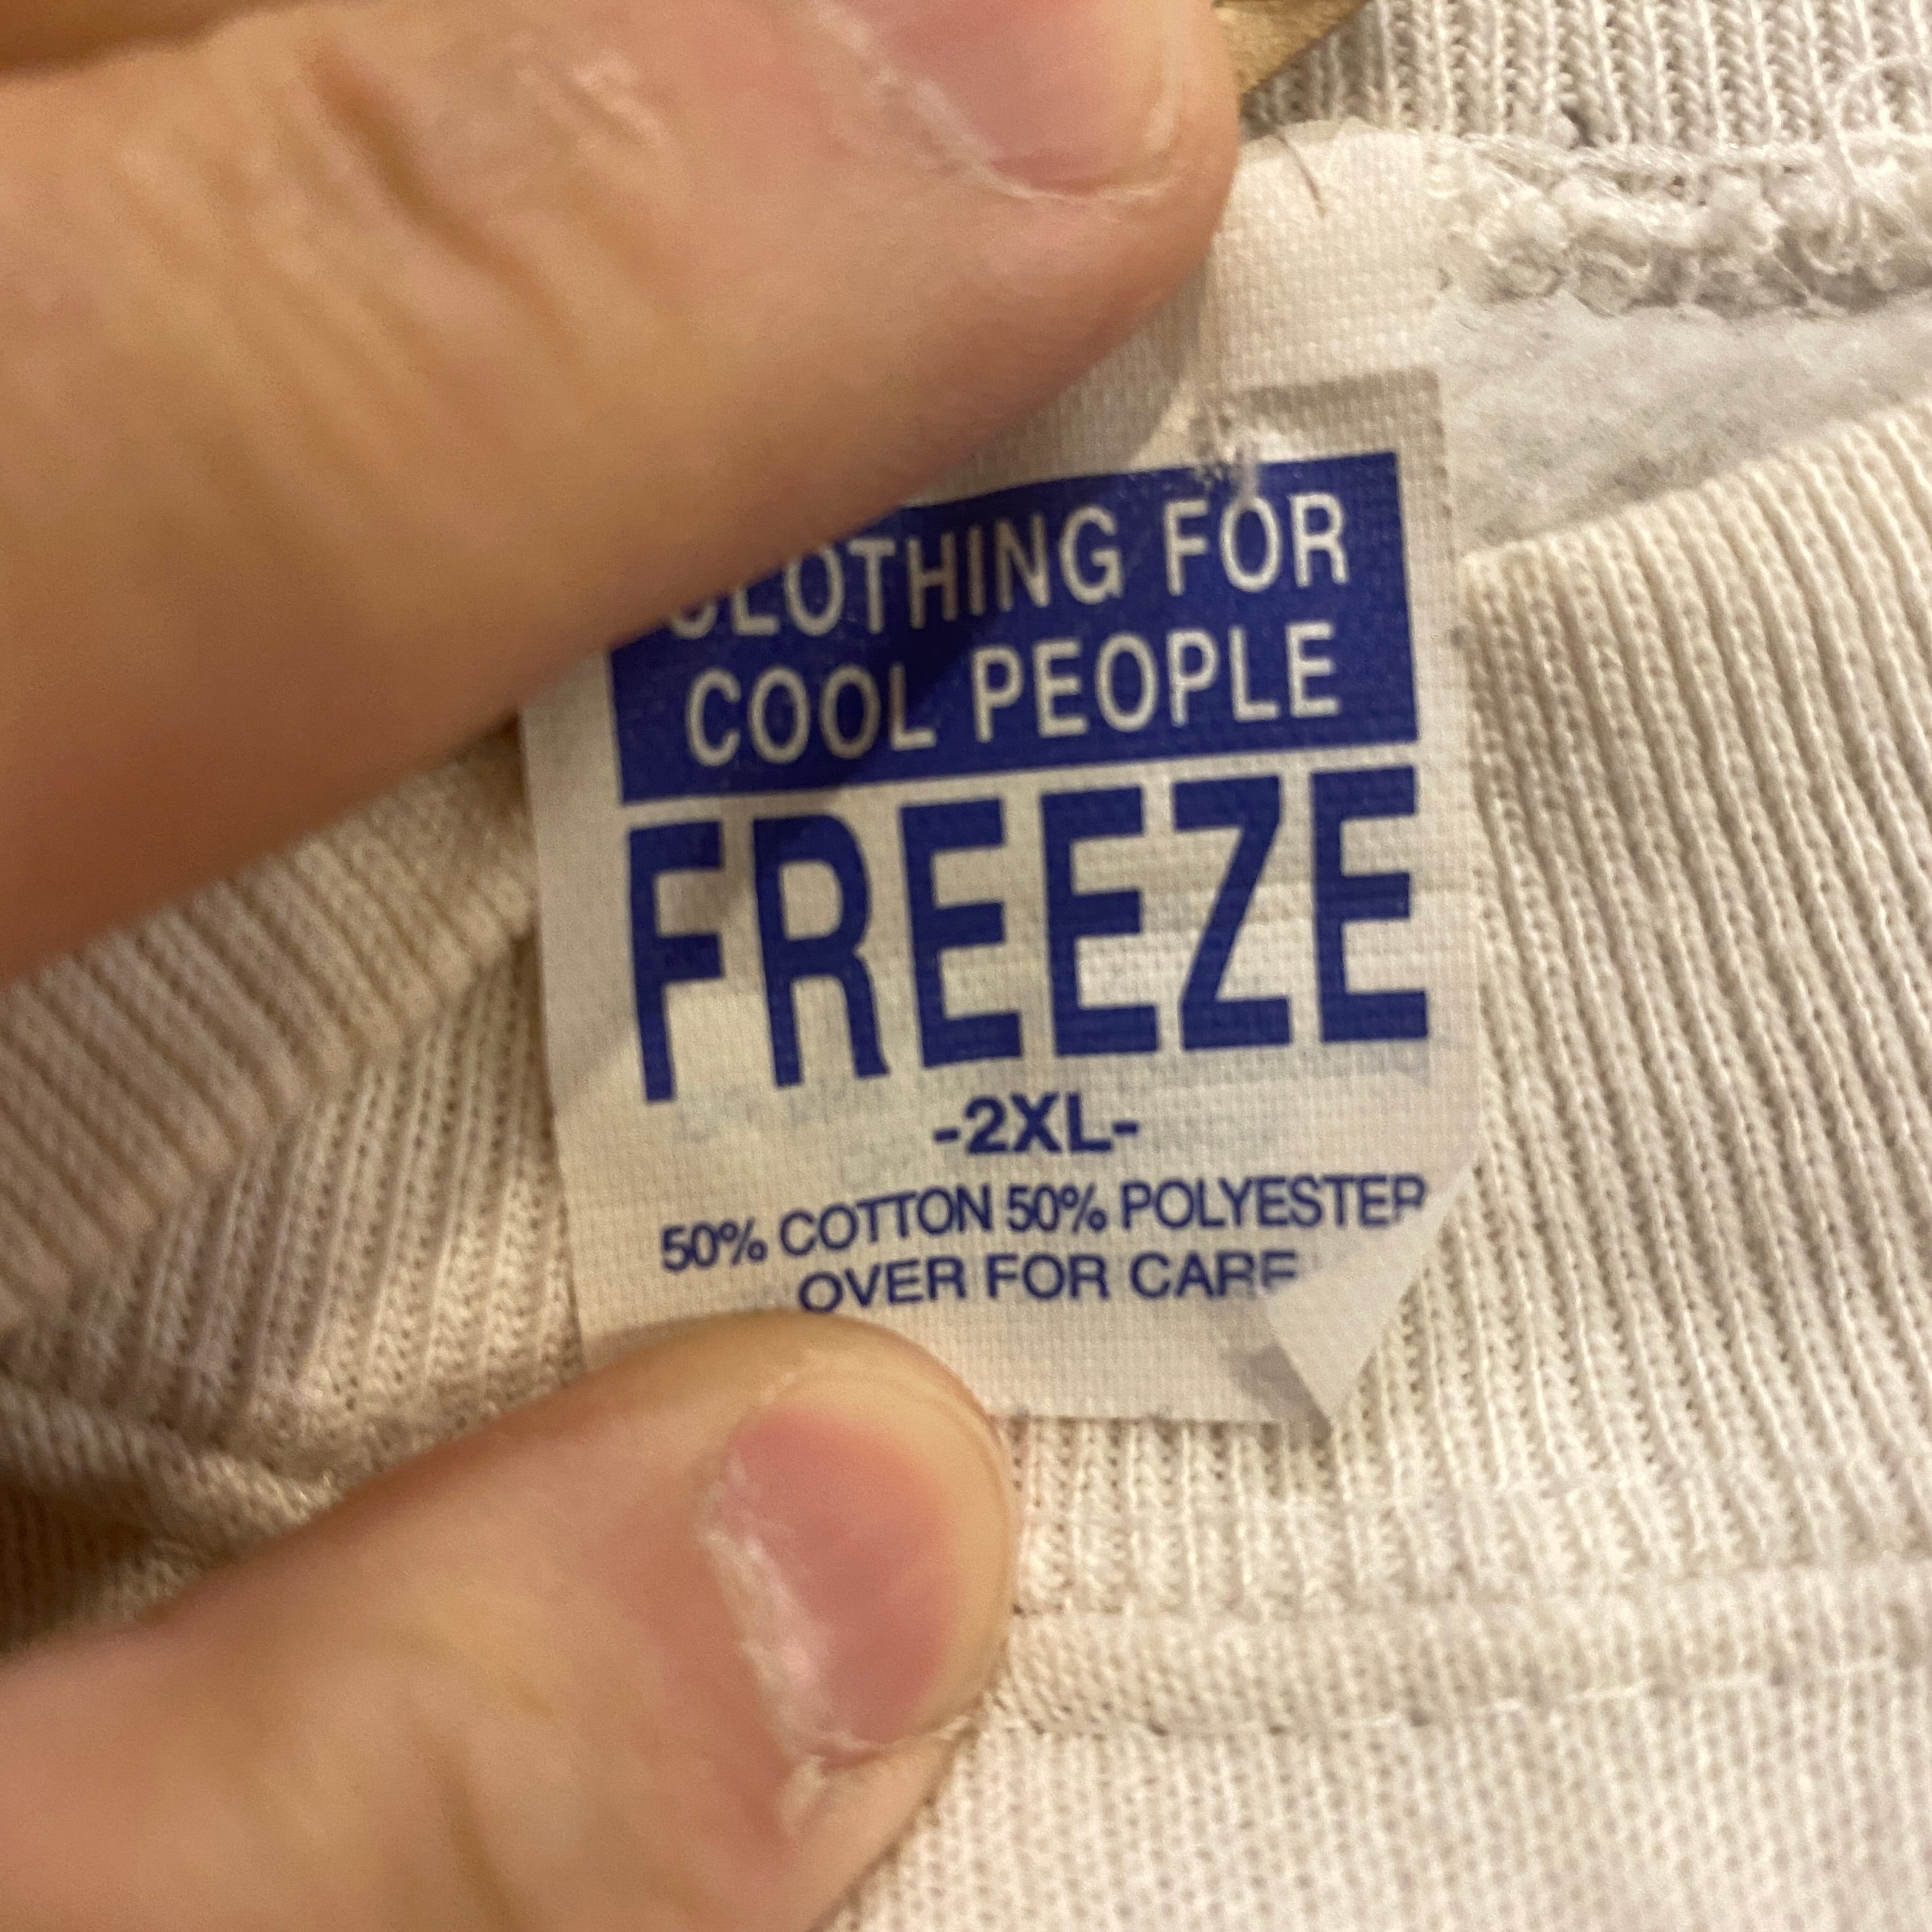 CLOTHING FOR
COOL PEOPLE
FREEZE
-2XL-
50% COTTON 50% POLYESTER
OVER FOR CARE